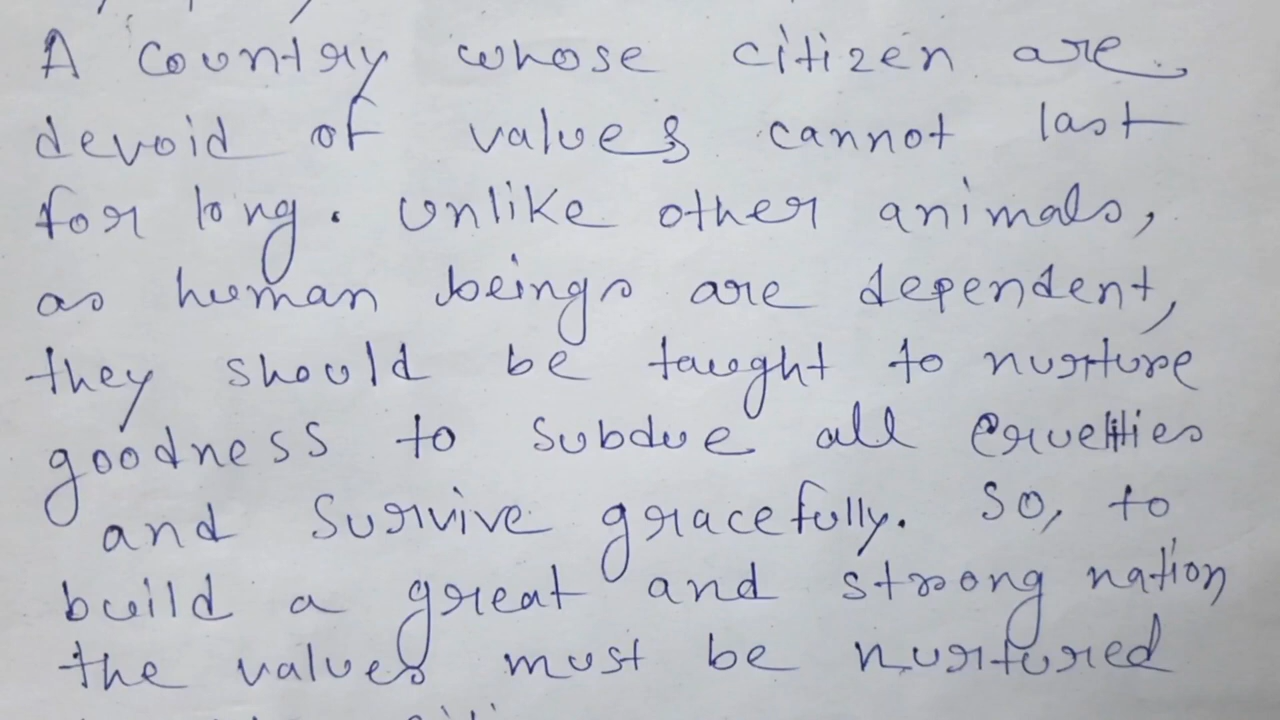 A country whose citizen are
devoid of values cannot last
for long. Unlike other animals,
as human beings are dependent,
they should be taught to nurture
goodness to subdue all cruelties
and survive gracefully. So, to
build a great and strong nation
the values must be nurtured